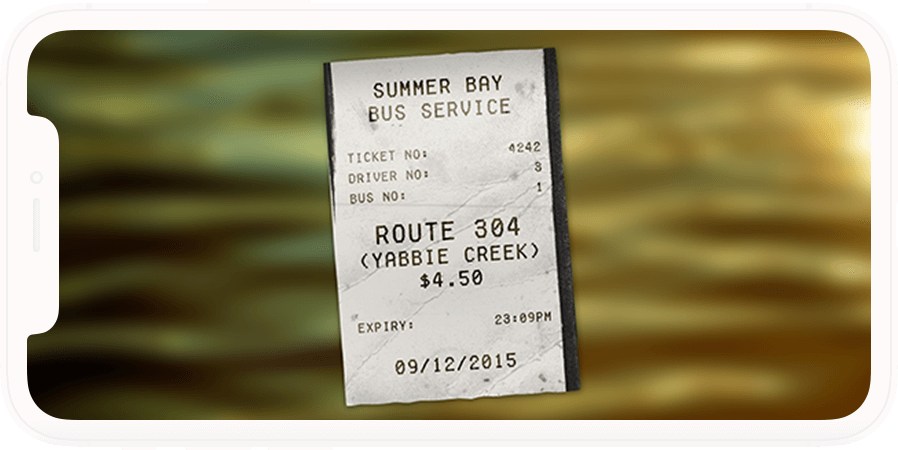 SUMMER BAY
BUS SERVICE
TICKET NO: 4242
DRIVER NO: 3
BUS NO: 1
ROUTE 304
(YABBIE CREEK)
$4.50
EXPIRY: 23:09PM
09/12/2015